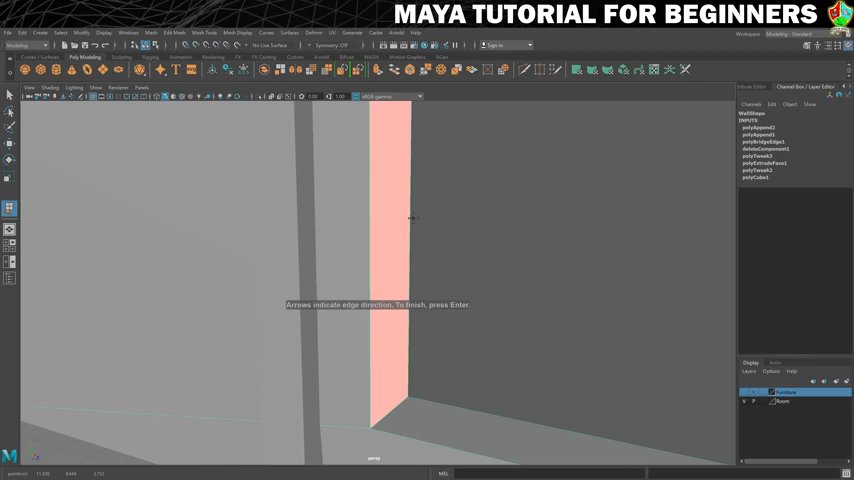 MAYA TUTORIAL FOR BEGINNERS
Workspace: Modeling - Standard
File Edit Create Select Modify Display Windows Mesh Edit Mesh Mesh Tools Mesh Display Curves Surfaces Deform UV Generate Cache Arnold Help
Modeling No Live Surface Symmetry: Off Sign In
Curves / Surfaces Poly Modeling Sculpting Rigging Animation Rendering FX FX Caching Custom Arnold Bifrost MASH Motion Graphics XGen
View Shading Lighting Show Renderer Panels
0.00 1.00 sRGB gamma
Channel Box / Layer Editor
Channels Edit Object Show
WallShape
INPUTS
polyAppend2
polyAppend1
polyBridgeEdge1
deleteComponent1
polyTweak3
polyExtrudeFace1
polyTweak2
polyCube1
Arrows indicate edge direction. To finish, press Enter.
Display Anim
Layers Options Help
P Furniture
V P Room
persp
MEL